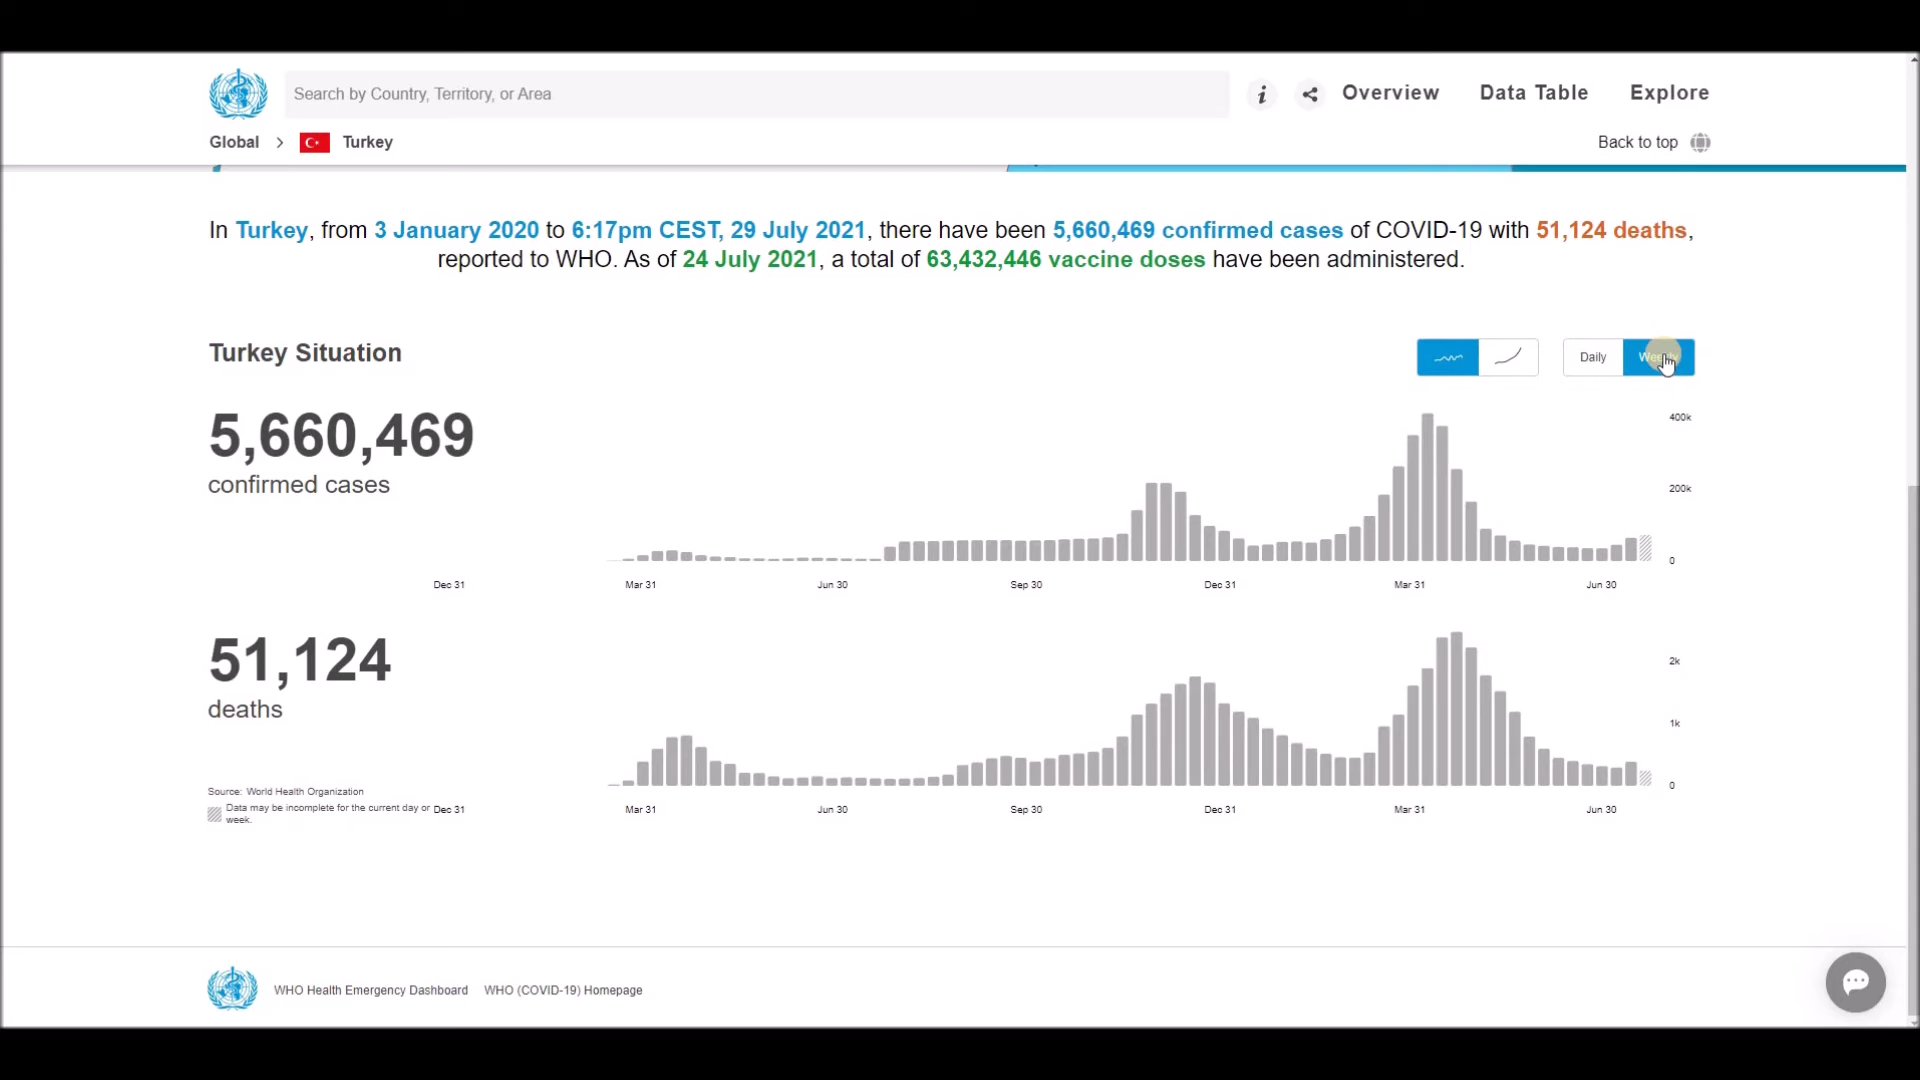 Search by Country, Territory, or Area
i
Overview
Data Table
Explore
Global > Turkey
Back to top
In Turkey, from 3 January 2020 to 6:17pm CEST, 29 July 2021, there have been 5,660,469 confirmed cases of COVID-19 with 51,124 deaths,
reported to WHO. As of 24 July 2021, a total of 63,432,446 vaccine doses have been administered.
Turkey Situation
Daily
Weekly
5,660,469
confirmed cases
400k
200k
0
Dec 31
Mar 31
Jun 30
Sep 30
Dec 31
Mar 31
Jun 30
51,124
deaths
2k
1k
0
Source: World Health Organization
Data may be incomplete for the current day or
week.
Dec 31
Mar 31
Jun 30
Sep 30
Dec 31
Mar 31
Jun 30
WHO Health Emergency Dashboard
WHO (COVID-19) Homepage